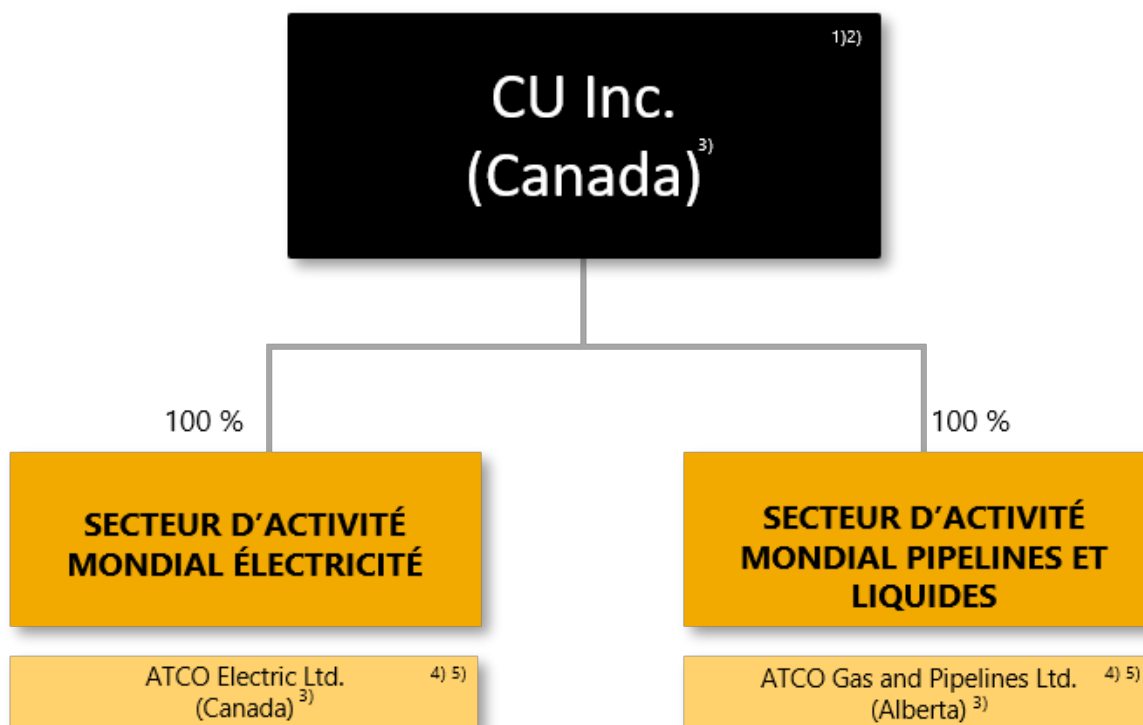 1)2)
CU Inc.
(Canada)3)
100 %
100 %
SECTEUR D’ACTIVITÉ
MONDIAL ÉLECTRICITÉ
SECTEUR D’ACTIVITÉ
MONDIAL PIPELINES ET
LIQUIDES
ATCO Electric Ltd. 4) 5)
(Canada) 3)
ATCO Gas and Pipelines Ltd. 4) 5)
(Alberta) 3)